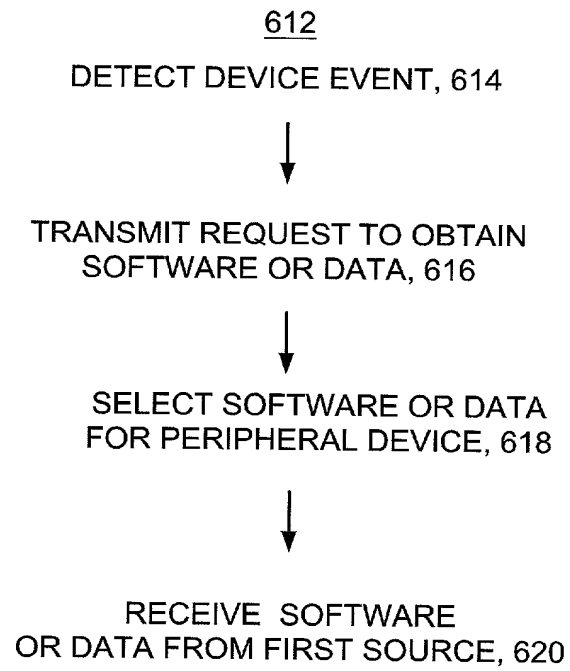 612
DETECT DEVICE EVENT, 614
TRANSMIT REQUEST TO OBTAIN
SOFTWARE OR DATA, 616
SELECT SOFTWARE OR DATA
FOR PERIPHERAL DEVICE, 618
RECEIVE SOFTWARE
OR DATA FROM FIRST SOURCE, 620